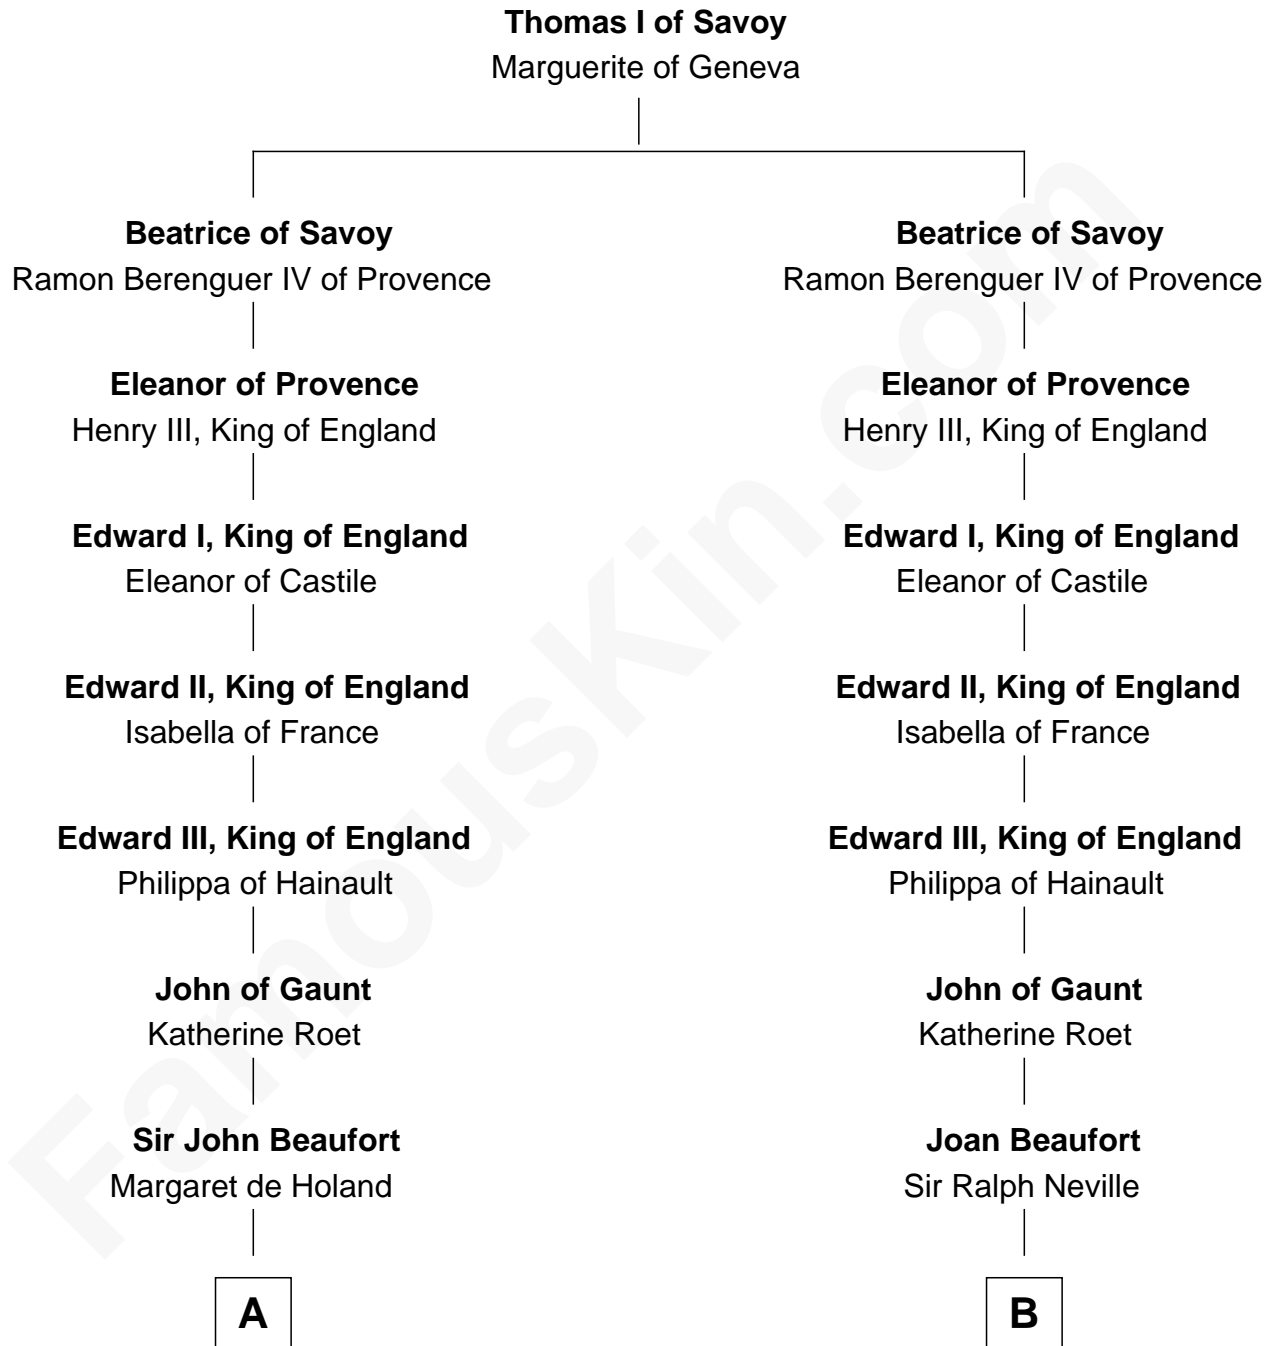 Thomas I of Savoy
Marguerite of Geneva
Beatrice of Savoy
Ramon Berenguer IV of Provence
Eleanor of Provence
Henry III, King of England
Edward I, King of England
Eleanor of Castile
Edward II, King of England
Isabella of France
Edward III, King of England
Philippa of Hainault
John of Gaunt
Katherine Roet
Sir John Beaufort
Margaret de Holand
A
Beatrice of Savoy
Ramon Berenguer IV of Provence
Eleanor of Provence
Henry III, King of England
Edward I, King of England
Eleanor of Castile
Edward II, King of England
Isabella of France
Edward III, King of England
Philippa of Hainault
John of Gaunt
Katherine Roet
Joan Beaufort
Sir Ralph Neville
B
FamousKin.com